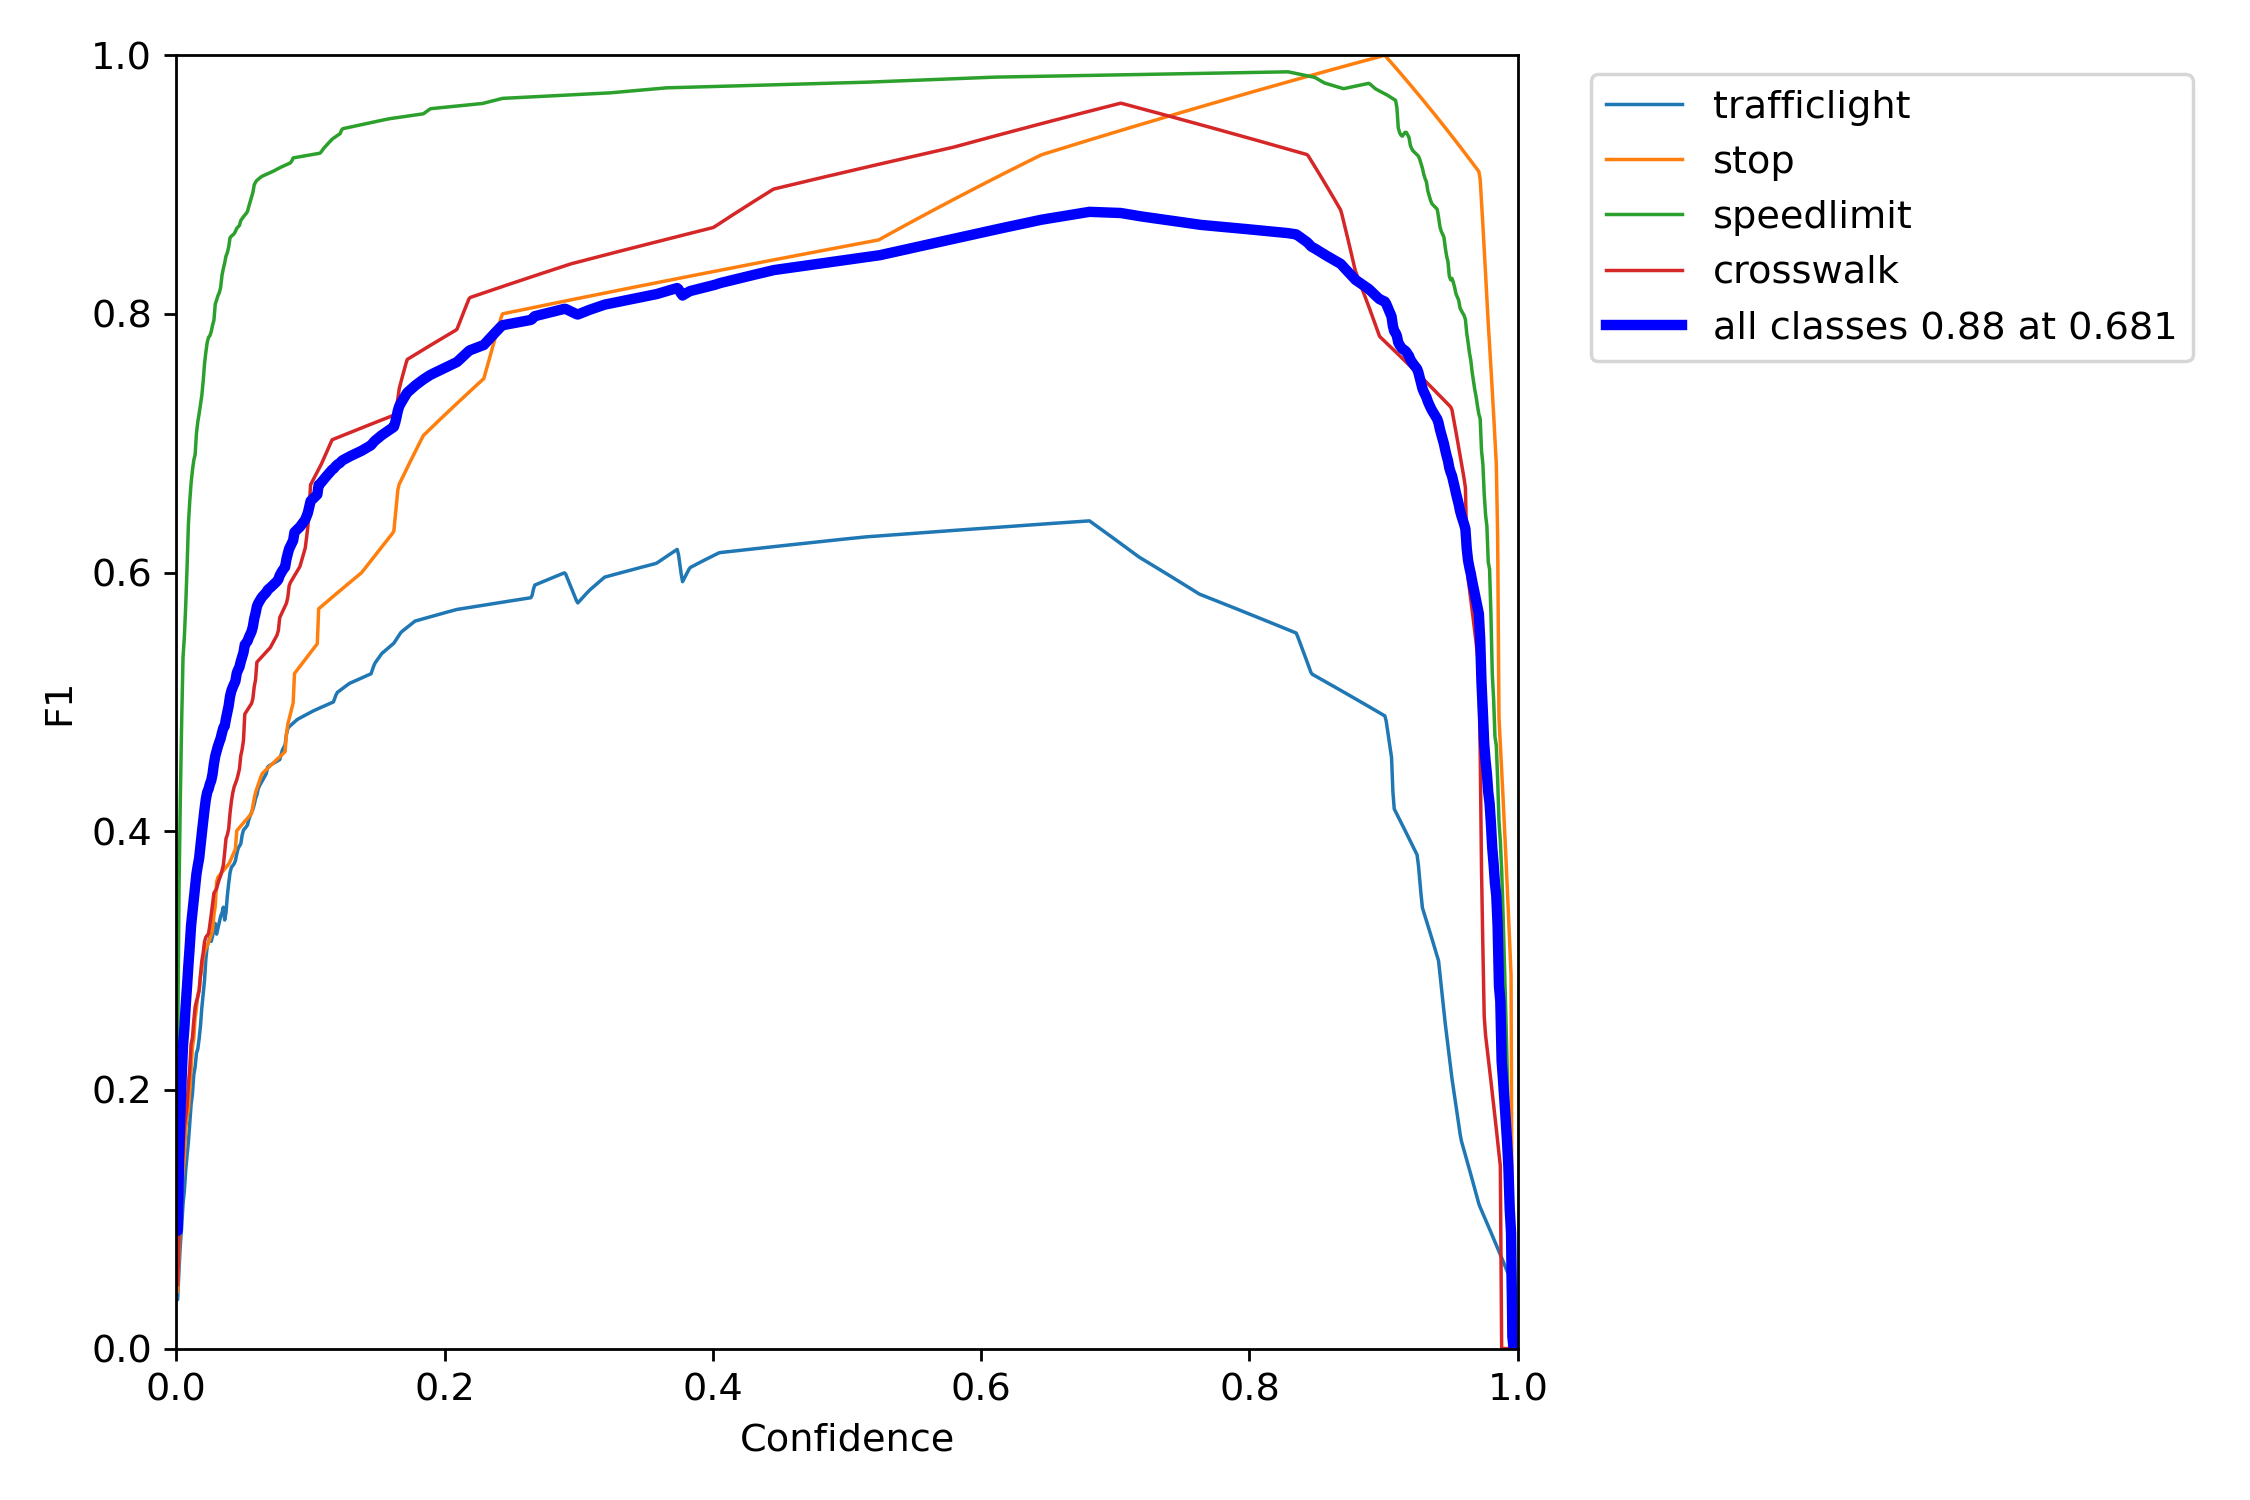 1.0
0.8
0.6
0.4
0.2
0.0
F1
0.0 0.2 0.4 0.6 0.8 1.0
Confidence
trafficlight
stop
speedlimit
crosswalk
all classes 0.88 at 0.681